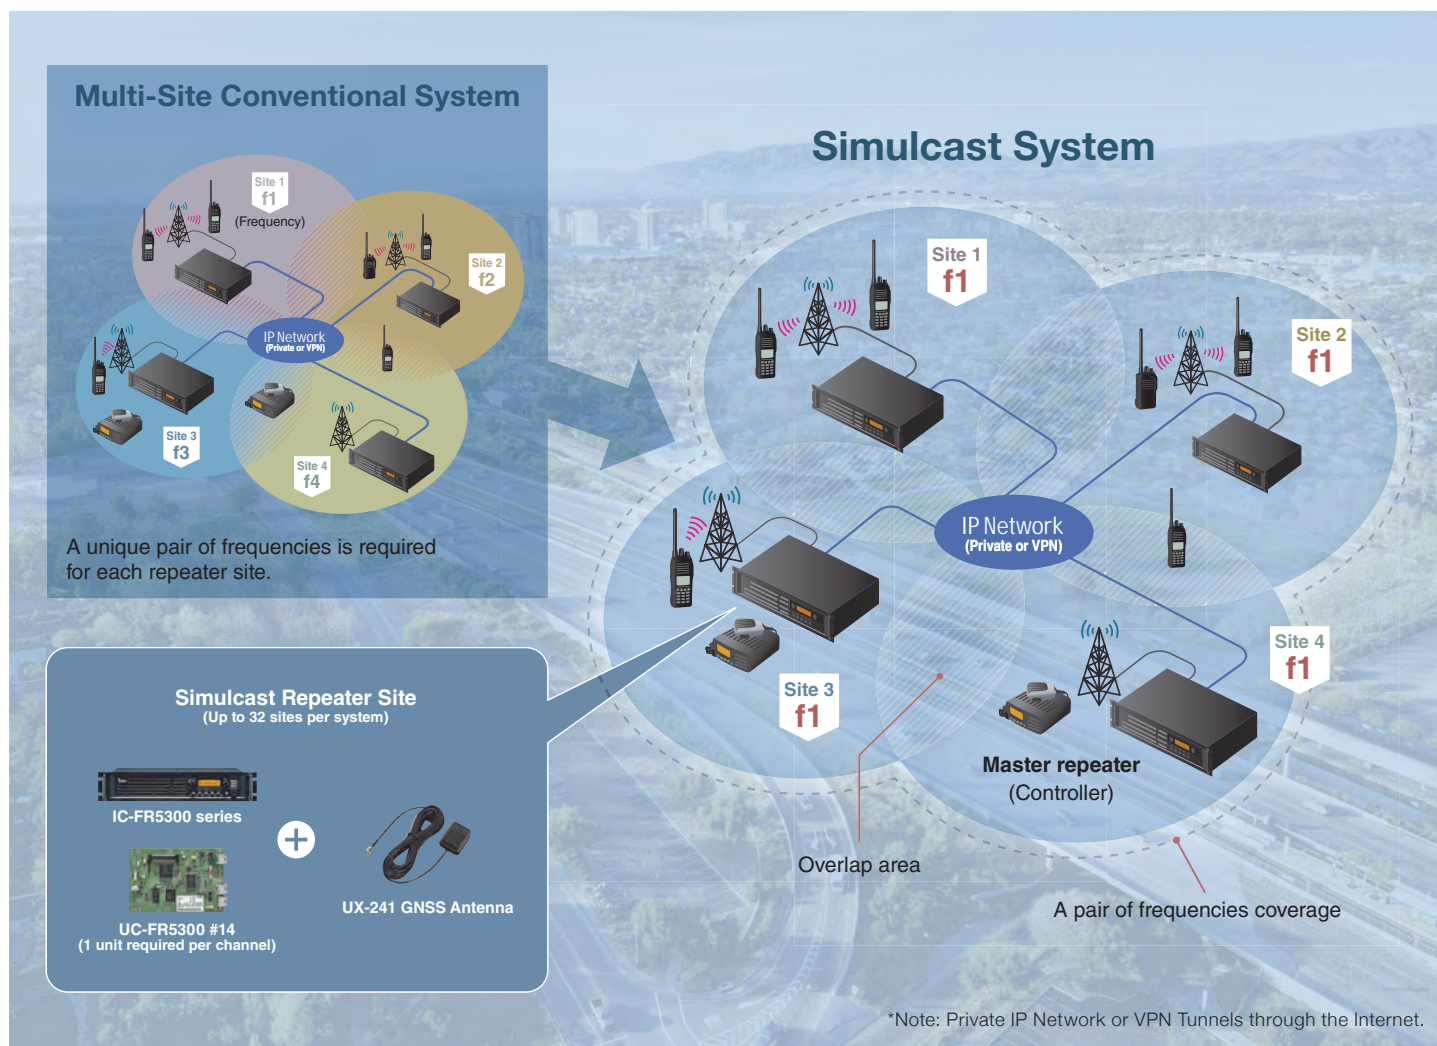 Multi-Site Conventional System
Site 1
f1
(Frequency)
Site 2
f2
IP Network
(Private or VPN)
Site 3
f3
Site 4
f4
A unique pair of frequencies is required
for each repeater site.
Simulcast System
Site 1
f1
Site 2
f1
IP Network
(Private or VPN)
Site 3
f1
Site 4
f1
Master repeater
(Controller)
Overlap area
A pair of frequencies coverage
Simulcast Repeater Site
(Up to 32 sites per system)
IC-FR5300 series
+
UC-FR5300 #14
(1 unit required per channel)
UX-241 GNSS Antenna
*Note: Private IP Network or VPN Tunnels through the Internet.